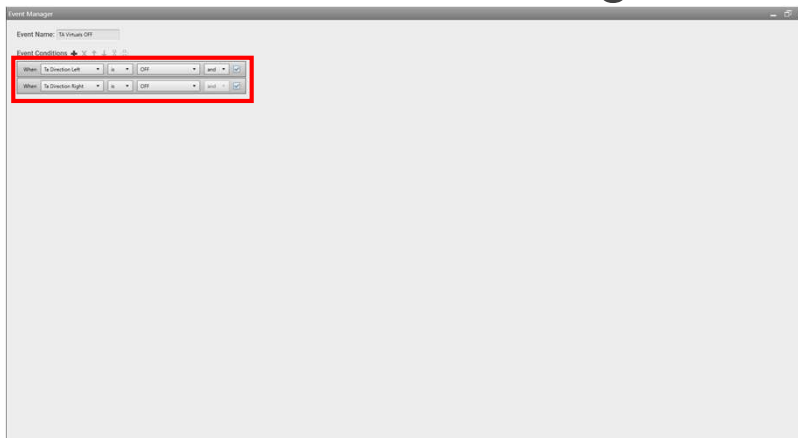 Event Manager
Event Name: TA Virtuals OFF
Event Conditions
When Ta Direction Left is OFF and
When Ta Direction Right is OFF and